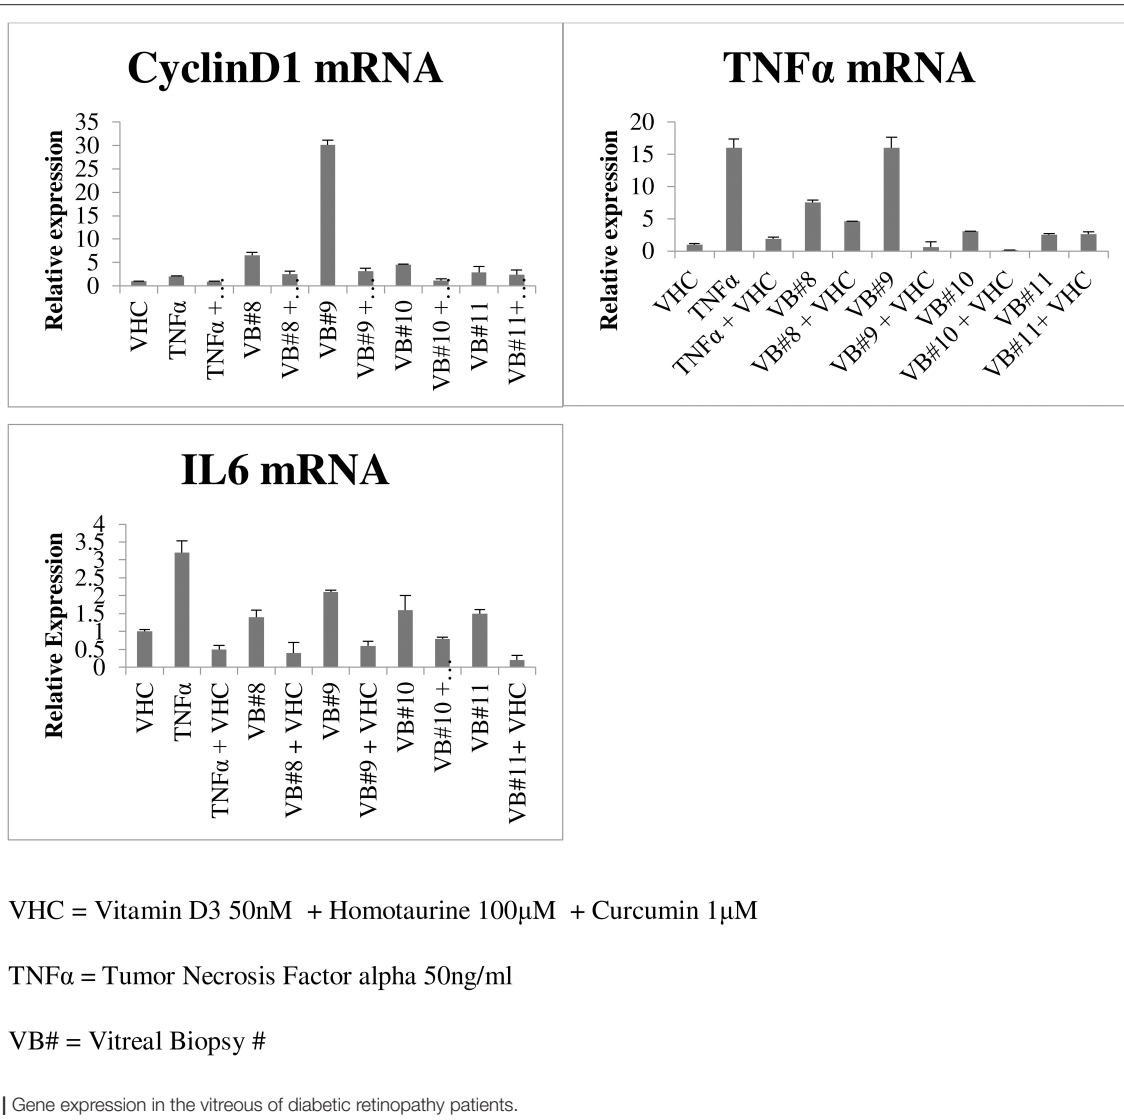 CyclinD1 mRNA
Relative expression
35
30
25
20
15
10
5
0
VHC
TNFα
TNFα +…
VB#8
VB#8 +…
VB#9
VB#9 +…
VB#10
VB#10 +…
VB#11
VB#11+…
TNFα mRNA
Relative expression
20
15
10
5
0
VHC
TNFα
TNFα + VHC
VB#8
VB#8 + VHC
VB#9
VB#9 + VHC
VB#10
VB#10 + VHC
VB#11
VB#11+ VHC
IL6 mRNA
Relative Expression
4
3.5
3
2.5
2
1.5
1
0.5
0
VHC
TNFα
TNFα + VHC
VB#8
VB#8 + VHC
VB#9
VB#9 + VHC
VB#10
VB#10 +…
VB#11
VB#11+ VHC
VHC = Vitamin D3 50nM + Homotaurine 100μM + Curcumin 1μM
TNFα = Tumor Necrosis Factor alpha 50ng/ml
VB# = Vitreal Biopsy #
| Gene expression in the vitreous of diabetic retinopathy patients.